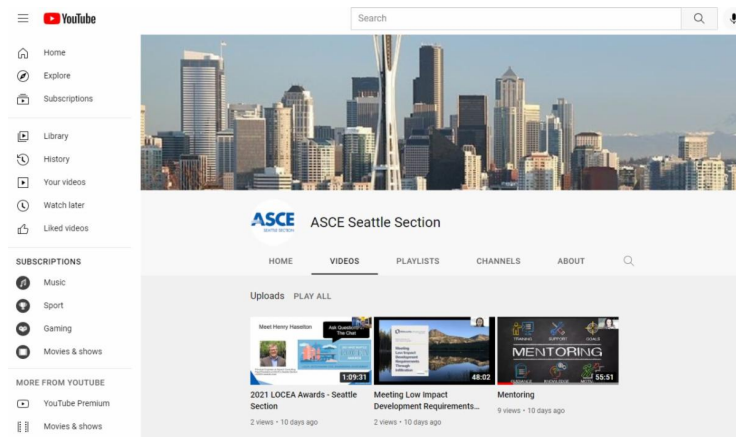 YouTube
Search
Home
Explore
Subscriptions
Library
History
Your videos
Watch later
Liked videos
SUBSCRIPTIONS
Music
Sport
Gaming
Movies & shows
MORE FROM YOUTUBE
YouTube Premium
Movies & shows
ASCE
SEATTLE SECTION
ASCE Seattle Section
HOME VIDEOS PLAYLISTS CHANNELS ABOUT
Uploads PLAY ALL
Meet Henry Haselton
Ask Questions in
The Chat
1:09:31
2021 LOCEA Awards - Seattle
Section
2 views • 10 days ago
Meeting
Low Impact
Development
Requirements
Through
Infiltration
48:02
Meeting Low Impact
Development Requirements...
2 views • 10 days ago
TRAINING SUPPORT GOALS
MENTORING
GUIDANCE KNOWLEDGE
55:51
Mentoring
9 views • 10 days ago